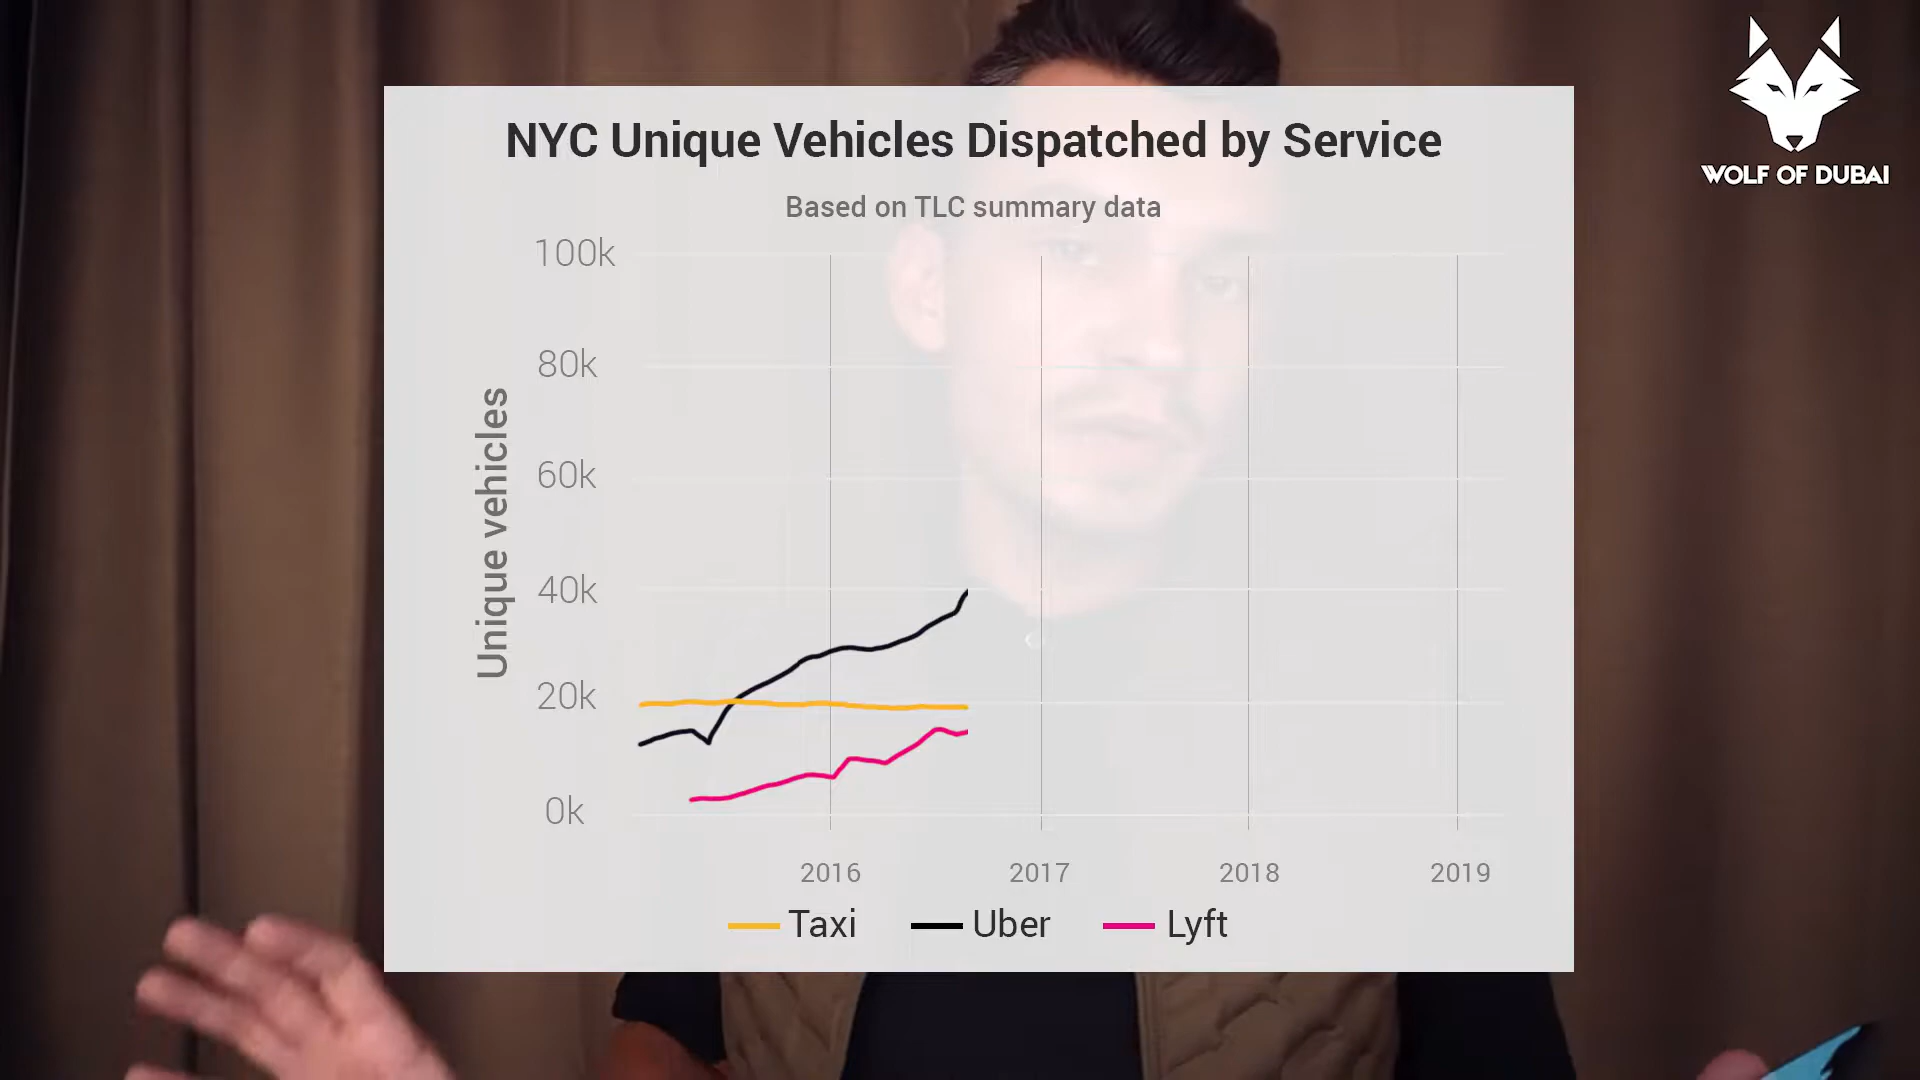 WOLF OF DUBAI
NYC Unique Vehicles Dispatched by Service
Based on TLC summary data
Unique vehicles
100k
80k
60k
40k
20k
0k
2016 2017 2018 2019
Taxi Uber Lyft